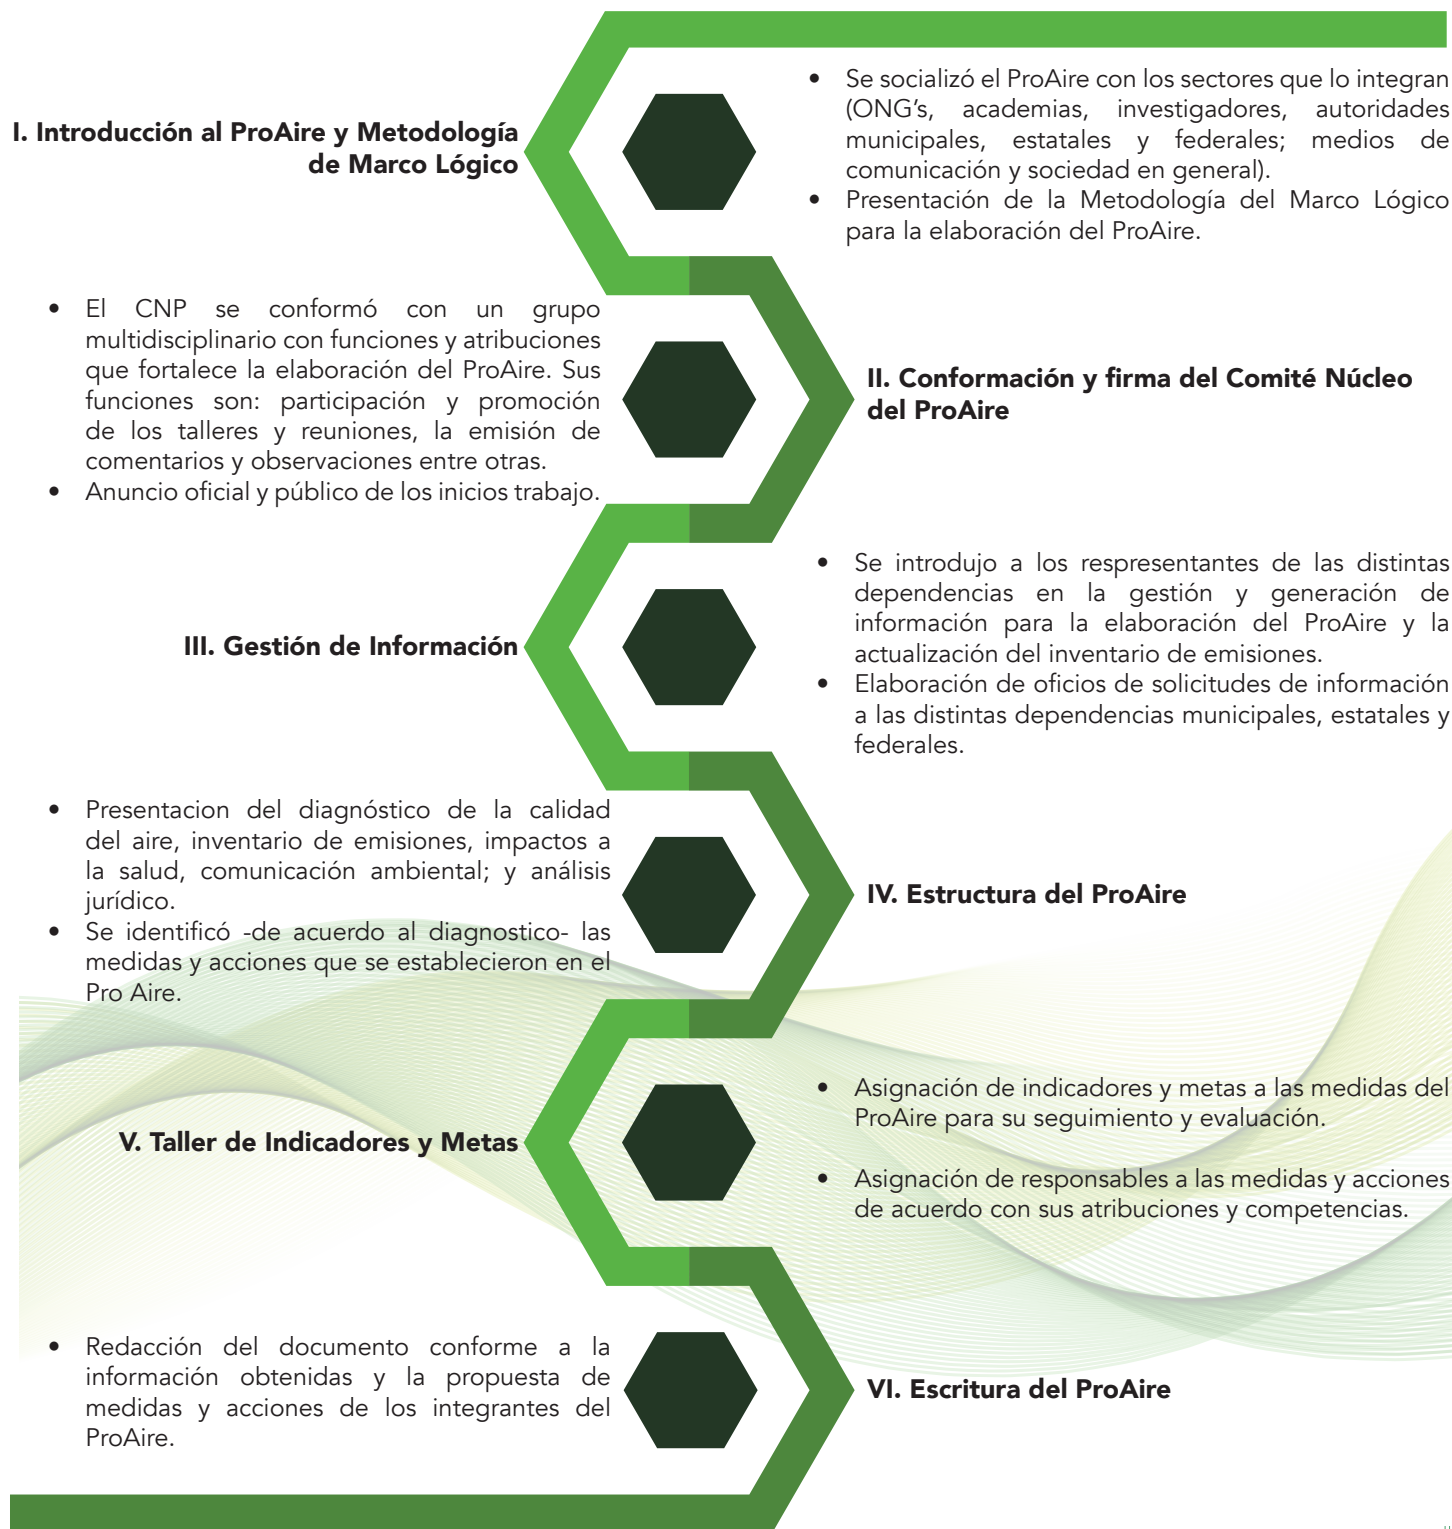 I. Introducción al ProAire y Metodología
de Marco Lógico
• Se socializó el ProAire con los sectores que lo integran
(ONG's, academias, investigadores, autoridades
municipales, estatales y federales; medios de
comunicación y sociedad en general).
• Presentación de la Metodología del Marco Lógico
para la elaboración del ProAire.
II. Conformación y firma del Comité Núcleo
del ProAire
• El CNP se conformó con un grupo
multidisciplinario con funciones y atribuciones
que fortalece la elaboración del ProAire. Sus
funciones son: participación y promoción
de los talleres y reuniones, la emisión de
comentarios y observaciones entre otras.
• Anuncio oficial y público de los inicios trabajo.
III. Gestión de Información
• Se introdujo a los respresentantes de las distintas
dependencias en la gestión y generación de
información para la elaboración del ProAire y la
actualización del inventario de emisiones.
• Elaboración de oficios de solicitudes de información
a las distintas dependencias municipales, estatales y
federales.
IV. Estructura del ProAire
• Presentacion del diagnóstico de la calidad
del aire, inventario de emisiones, impactos a
la salud, comunicación ambiental; y análisis
jurídico.
• Se identificó -de acuerdo al diagnostico- las
medidas y acciones que se establecieron en el
Pro Aire.
V. Taller de Indicadores y Metas
• Asignación de indicadores y metas a las medidas del
ProAire para su seguimiento y evaluación.
• Asignación de responsables a las medidas y acciones
de acuerdo con sus atribuciones y competencias.
VI. Escritura del ProAire
• Redacción del documento conforme a la
información obtenidas y la propuesta de
medidas y acciones de los integrantes del
ProAire.